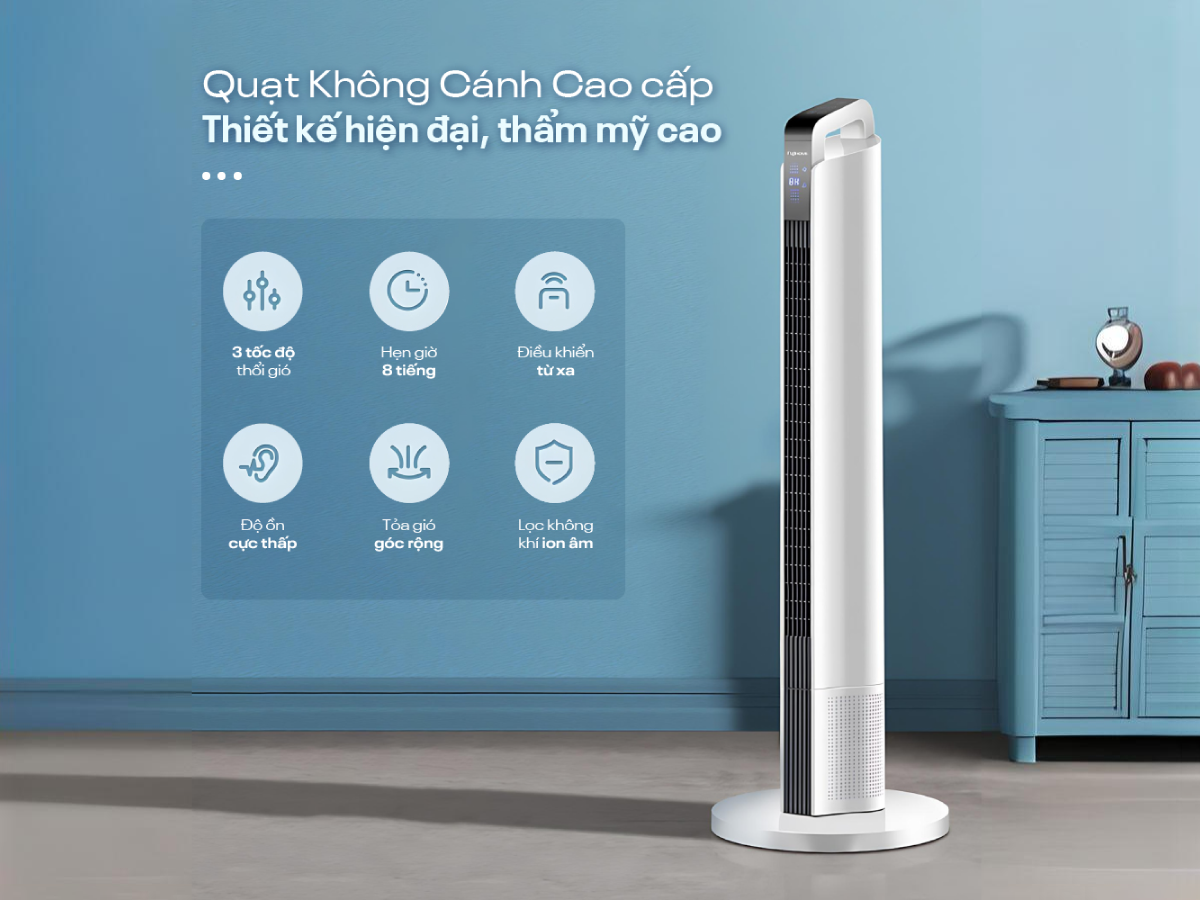 Quạt Không Cánh Cao cấp
Thiết kế hiện đại, thẩm mỹ cao
3 tốc độ
thổi gió
Hẹn giờ
8 tiếng
Điều khiển
từ xa
Độ ồn
cực thấp
Tỏa gió
góc rộng
Lọc không
khí ion âm
8H